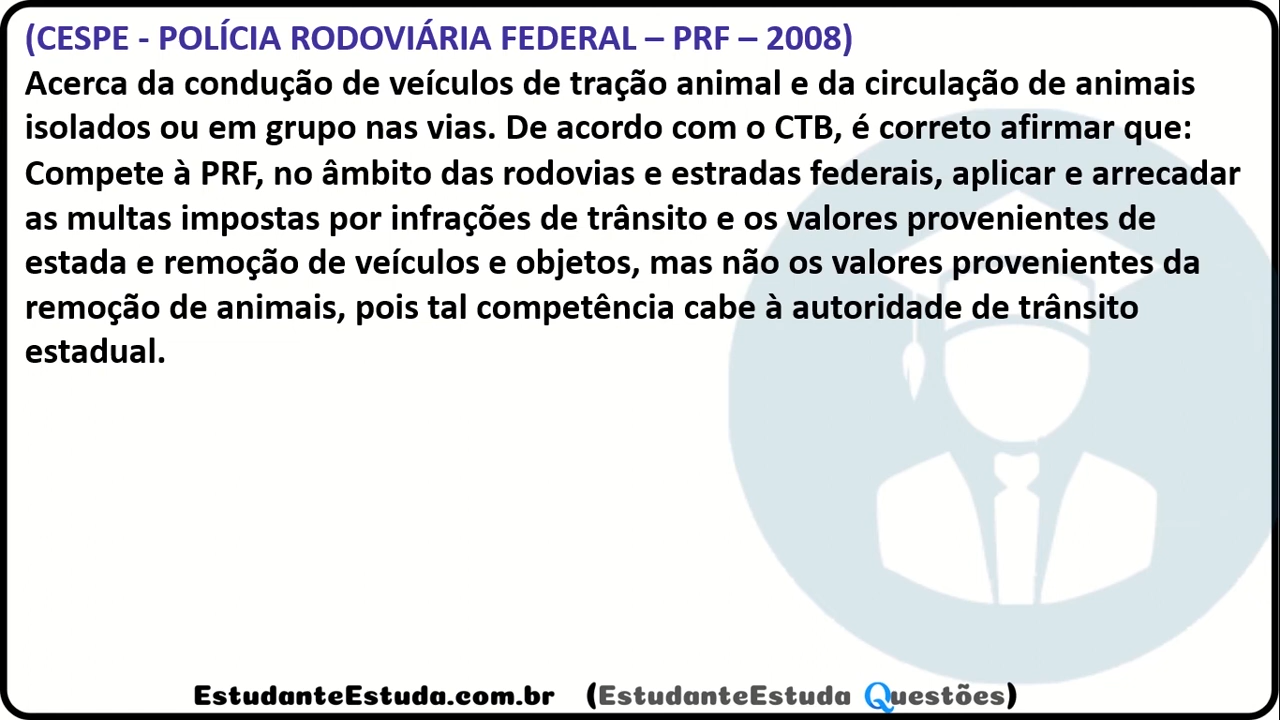 (CESPE - POLÍCIA RODOVIÁRIA FEDERAL – PRF – 2008)
Acerca da condução de veículos de tração animal e da circulação de animais
isolados ou em grupo nas vias. De acordo com o CTB, é correto afirmar que:
Compete à PRF, no âmbito das rodovias e estradas federais, aplicar e arrecadar
as multas impostas por infrações de trânsito e os valores provenientes de
estada e remoção de veículos e objetos, mas não os valores provenientes da
remoção de animais, pois tal competência cabe à autoridade de trânsito
estadual.
EstudanteEstuda.com.br (EstudanteEstuda Questões)